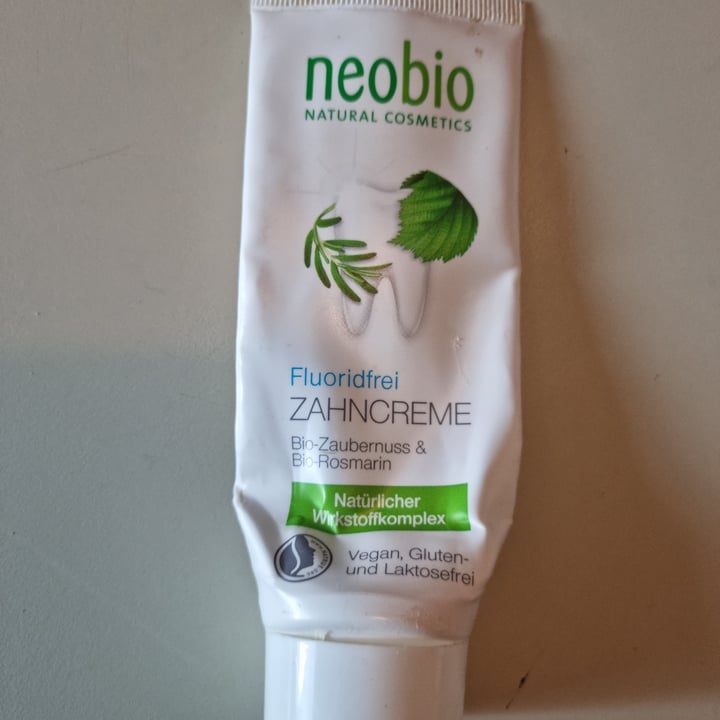 neobio
NATURAL COSMETICS
Fluoridfrei
ZAHNCREME
Bio-Zaubernuss &
Bio-Rosmarin
Natürlicher
Wirkstoffkomplex
Vegan, Gluten-
und Laktosefrei